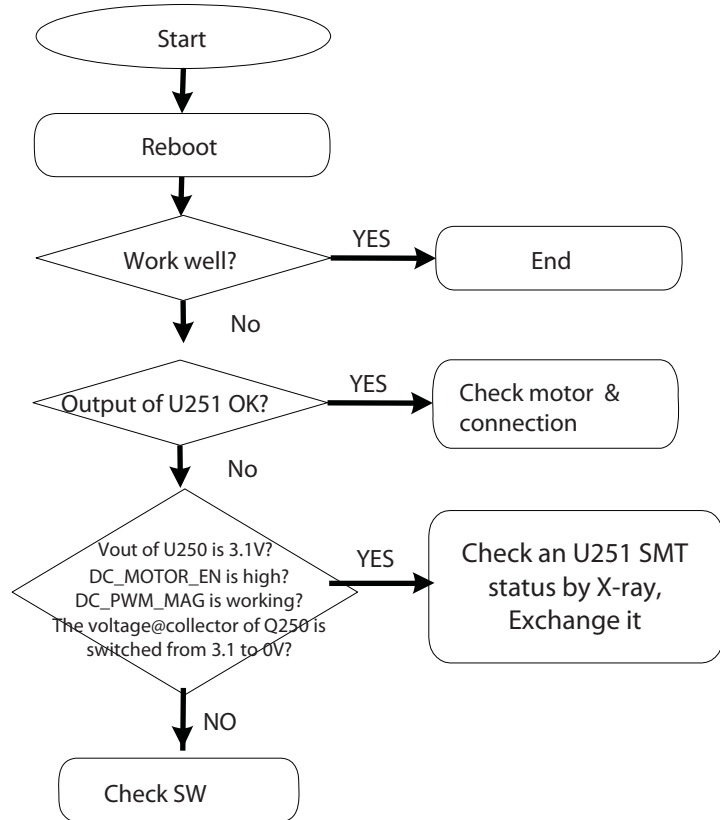 Start
Reboot
Work well?
YES
End
No
Output of U251 OK?
YES
Check motor &
connection
No
Vout of U250 is 3.1V?
DC_MOTOR_EN is high?
DC_PWM_MAG is working?
The voltage@collector of Q250 is
switched from 3.1 to 0V?
YES
Check an U251 SMT
status by X-ray,
Exchange it
NO
Check SW